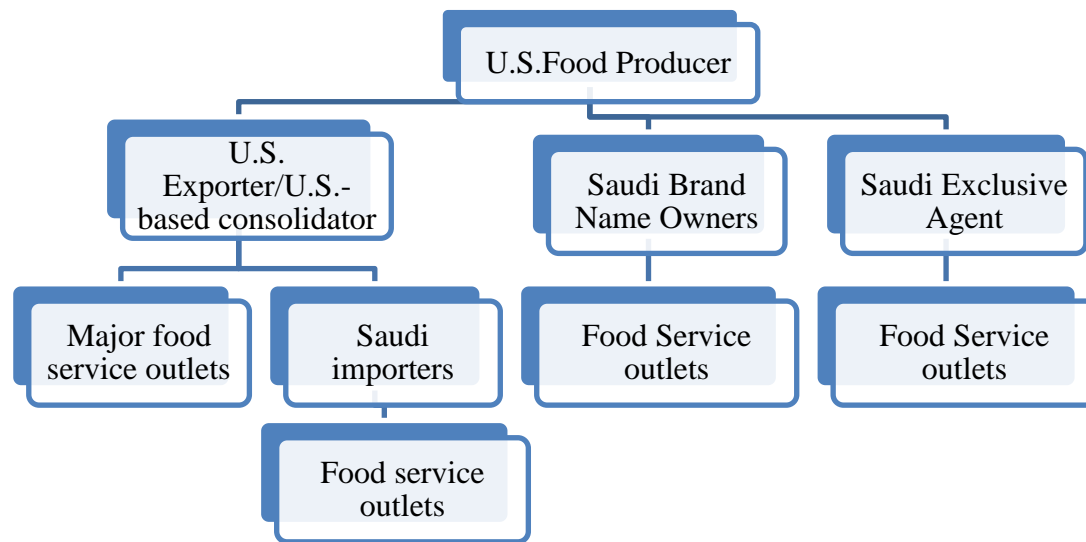 U.S.Food Producer
U.S.
Exporter/U.S.-
based consolidator
Saudi Brand
Name Owners
Saudi Exclusive
Agent
Major food
service outlets
Saudi
importers
Food Service
outlets
Food Service
outlets
Food service
outlets